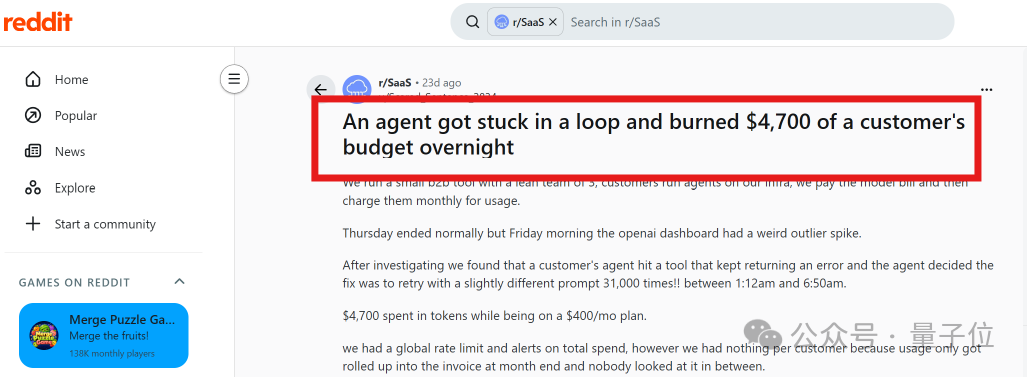 reddit
r/SaaS
Search in r/SaaS
Home
Popular
News
Explore
Start a community
GAMES ON REDDIT
Merge Puzzle Ga...
Merge the fruits!
138K monthly players
r/SaaS • 23d ago
An agent got stuck in a loop and burned $4,700 of a customer's
budget overnight
We run a small b2b tool with a lean team of 3, customers run agents on our infra, we pay the model bill and then
charge them monthly for usage.
Thursday ended normally but Friday morning the openai dashboard had a weird outlier spike.
After investigating we found that a customer's agent hit a tool that kept returning an error and the agent decided the
fix was to retry with a slightly different prompt 31,000 times!! between 1:12am and 6:50am.
$4,700 spent in tokens while being on a $400/mo plan.
we had a global rate limit and alerts on total spend, however we had nothing per customer because usage only got
rolled up into the invoice at month end and nobody looked at it in between.
公众号 · 量子位